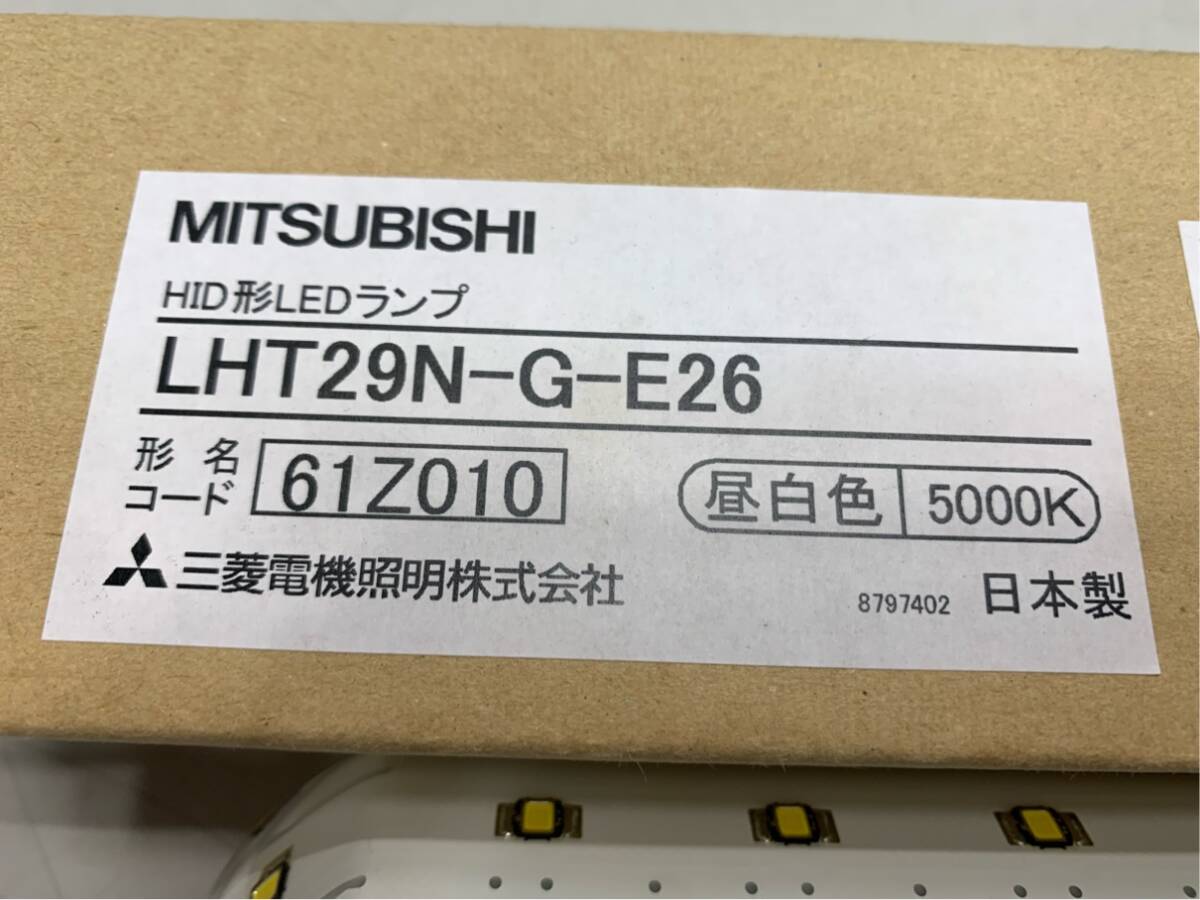 MITSUBISHI
HID形LEDランプ
LHT29N-G-E26
形名
コード 61Z010
昼白色 5000K
三菱電機照明株式会社
8797402 日本製